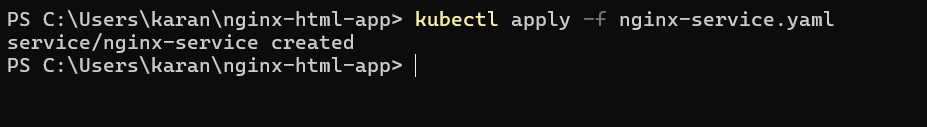 PS C:\Users\karan\nginx-html-app> kubectl apply -f nginx-service.yaml
service/nginx-service created
PS C:\Users\karan\nginx-html-app>